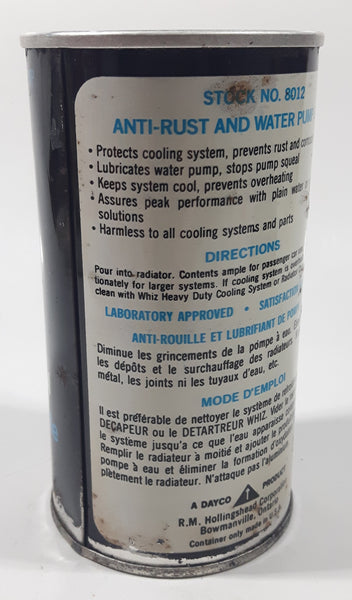 STOCK NO. 8012
ANTI-RUST AND WATER PUMP
• Protects cooling system, prevents rust and
• Lubricates water pump, stops pump squeal
• Keeps system cool, prevents overheating
• Assures peak performance with plain water
solutions
• Harmless to all cooling systems and parts
DIRECTIONS
Pour into radiator. Contents ample for passenger car
tionately for larger systems. If cooling system is
clean with Whiz Heavy Duty Cooling System or Radiator
LABORATORY APPROVED • SATISFACTION
ANTI-ROUILLE ET LUBRIFIANT DE
Diminue les grincements de la pompe à eau.
les dépôts et le surchauffage des radiateurs.
métal, les joints ni les tuyaux d'eau, etc.
MODE D'EMPLOI
Il est préférable de nettoyer le système de
DÉCAPEUR ou le DÉTARTREUR WHIZ. Videz le
le système jusqu'à ce que l'eau apparaisse
Remplir le radiateur à moitié et ajouter le
pompe à eau et éliminer la formation
plètement le radiateur. N'attaque pas
A DAYCO PRODUCT
R.M. Hollingshead Corporation
Bowmanville, Ontario
Container only made in U.S.A.